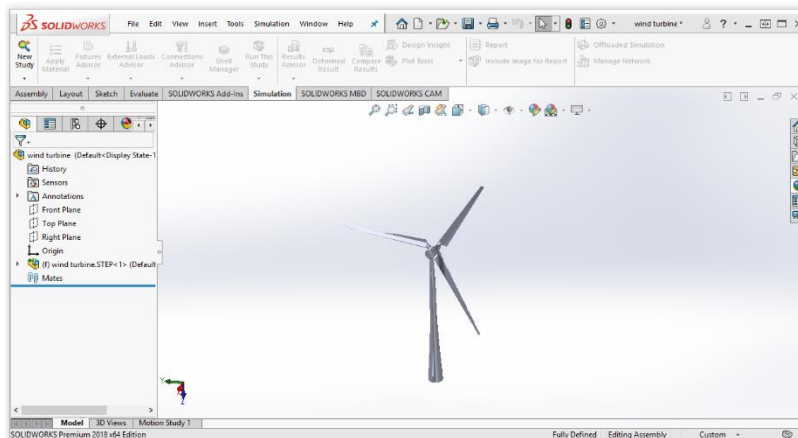 SOLIDWORKS File Edit View Insert Tools Simulation Window Help wind turbine *
New Study
Apply Material
Fixtures Advisor
External Loads Advisor
Connections Advisor
Shell Manager
Run This Study
Results Advisor
Deformed Result
Compare Results
Design Insight
Plot Tools
Report
Include Image for Report
Offloaded Simulation
Manage Network
Assembly Layout Sketch Evaluate SOLIDWORKS Add-Ins Simulation SOLIDWORKS MBD SOLIDWORKS CAM
wind turbine (Default<Display State-1
History
Sensors
Annotations
Front Plane
Top Plane
Right Plane
Origin
(f) wind turbine.STEP<1> (Default
Mates
Model 3D Views Motion Study 1
SOLIDWORKS Premium 2018 x64 Edition Fully Defined Editing Assembly Custom